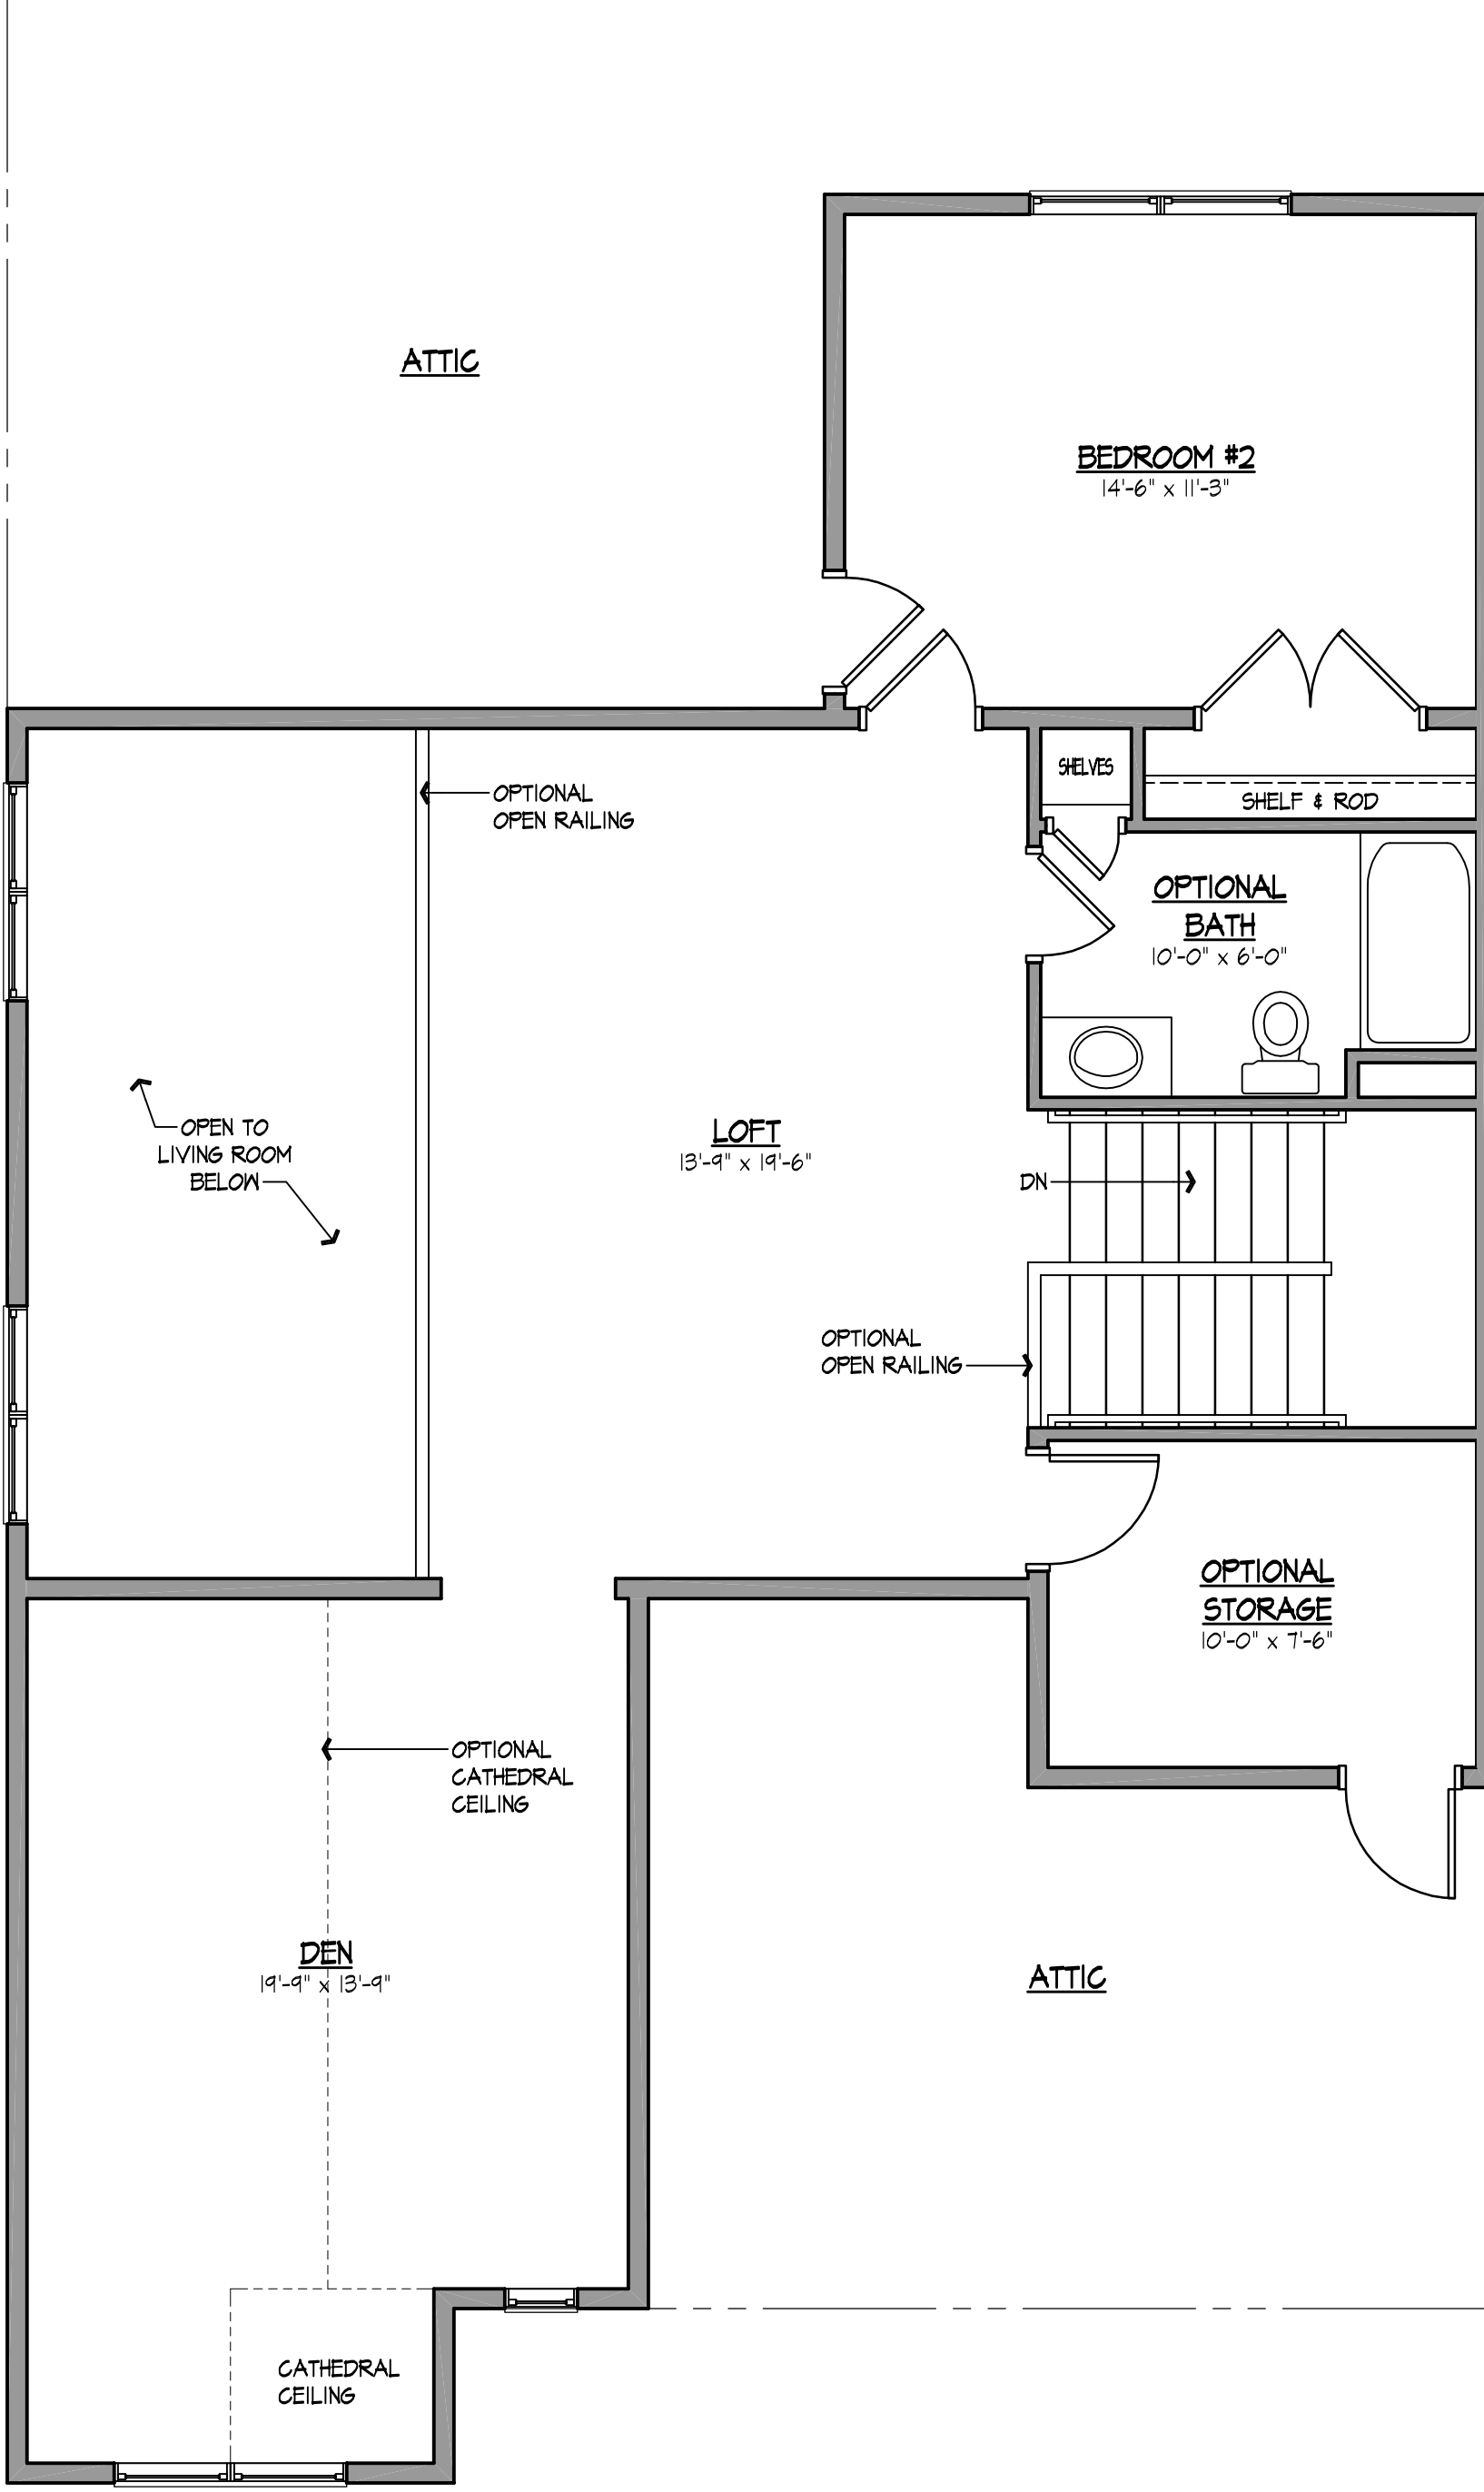 ATTIC
BEDROOM #2
14'-6" x 11'-3"
SHELVES
OPTIONAL
OPEN RAILING
SHELF & ROD
OPTIONAL
BATH
10'-0" x 6'-0"
OPEN TO
LIVING ROOM
BELOW
LOFT
13'-9" x 19'-6"
DN
OPTIONAL
OPEN RAILING
OPTIONAL
STORAGE
10'-0" x 7'-6"
OPTIONAL
CATHEDRAL
CEILING
DEN
19'-9" x 13'-9"
ATTIC
CATHEDRAL
CEILING